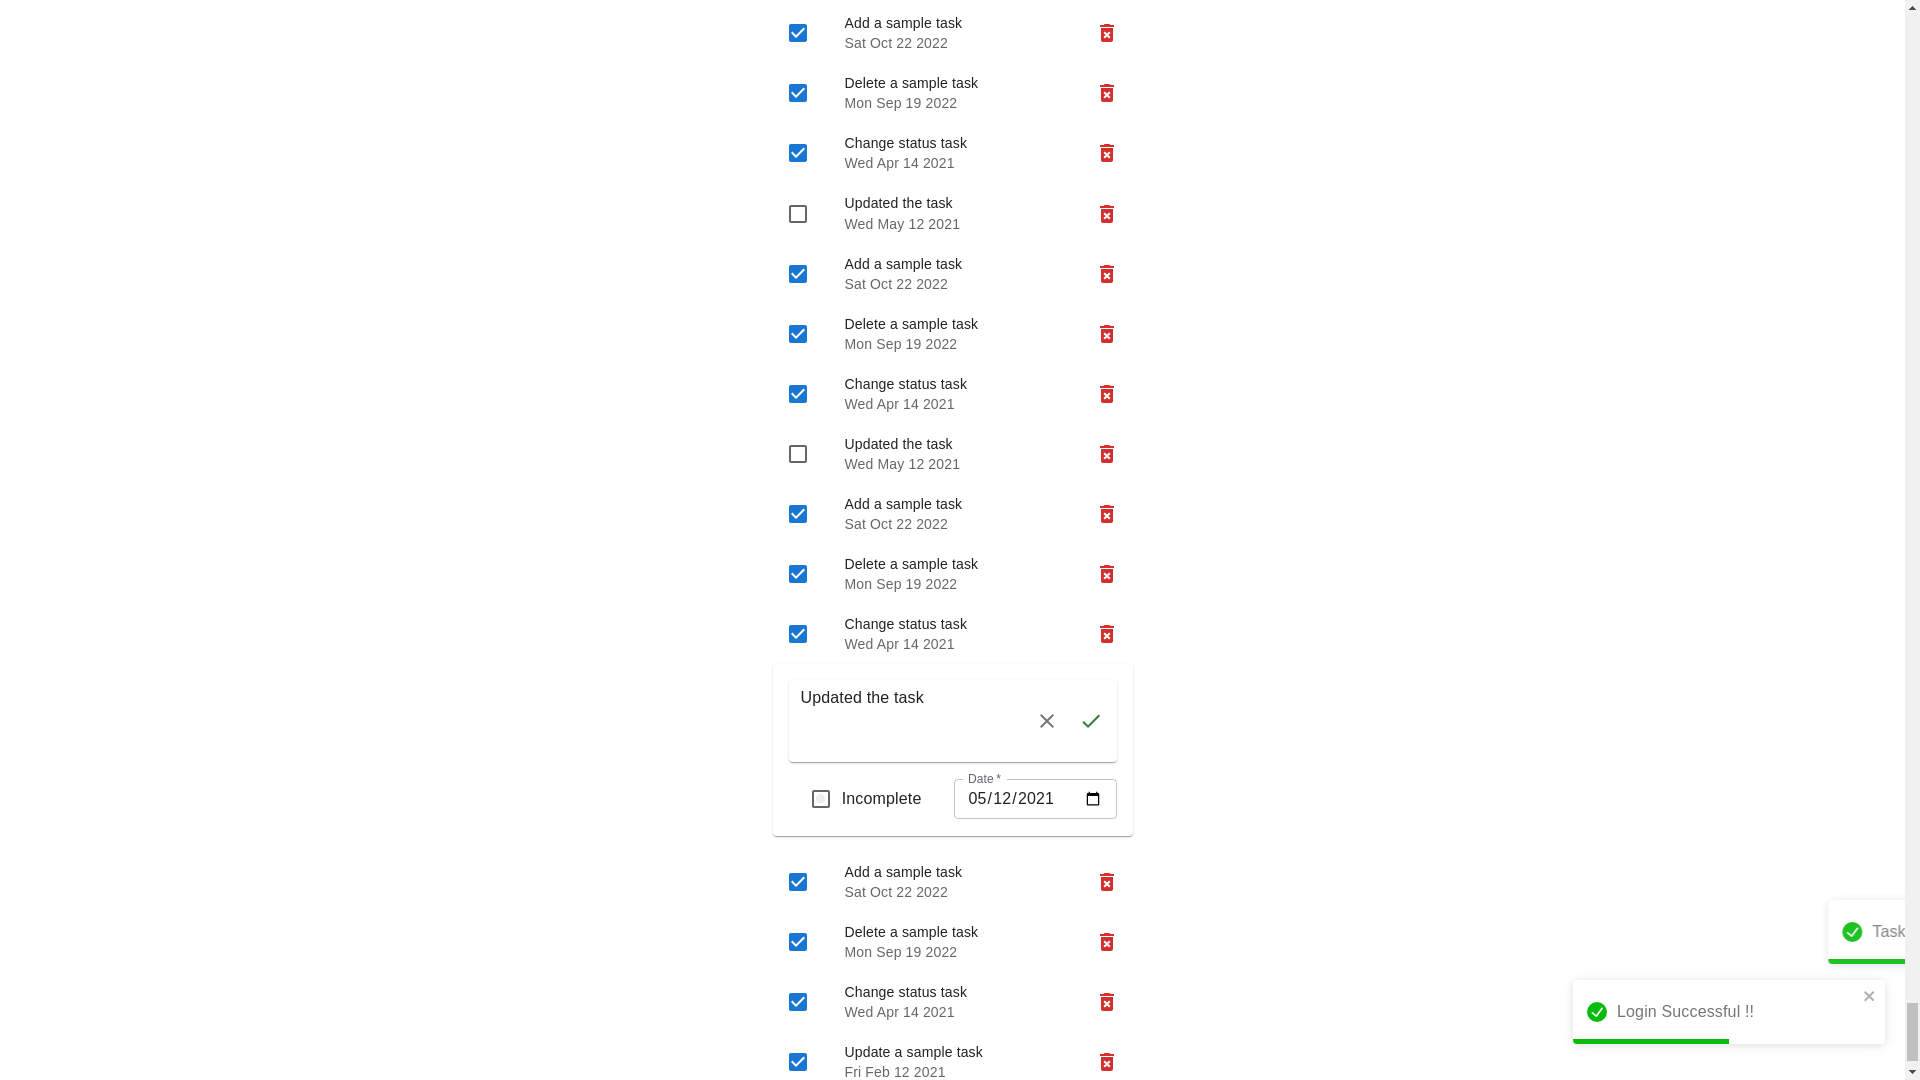 Add a sample task
Sat Oct 22 2022
Delete a sample task
Mon Sep 19 2022
Change status task
Wed Apr 14 2021
Updated the task
Wed May 12 2021
Add a sample task
Sat Oct 22 2022
Delete a sample task
Mon Sep 19 2022
Change status task
Wed Apr 14 2021
Updated the task
Wed May 12 2021
Add a sample task
Sat Oct 22 2022
Delete a sample task
Mon Sep 19 2022
Change status task
Wed Apr 14 2021
Updated the task
Date *
Incomplete
05/12/2021
Add a sample task
Sat Oct 22 2022
Delete a sample task
Mon Sep 19 2022
Change status task
Wed Apr 14 2021
Update a sample task
Fri Feb 12 2021
Task
Login Successful !!